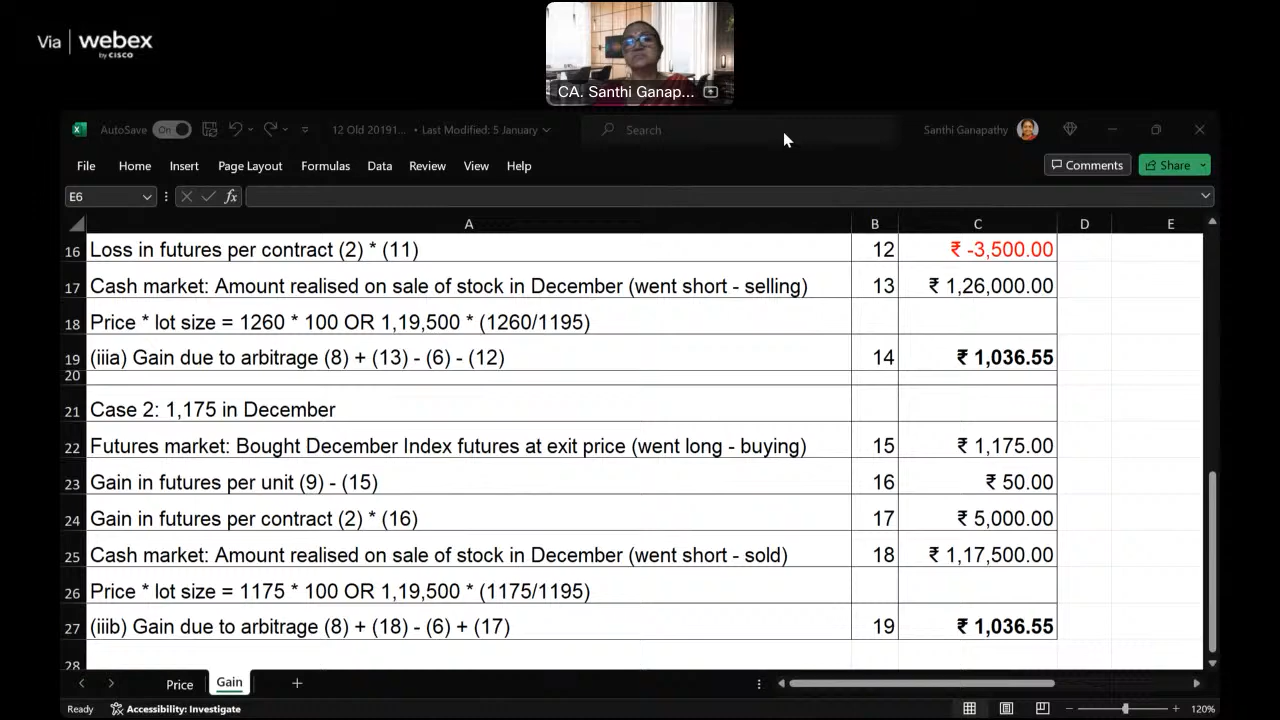 Via | webex
by CISCO
CA. Santhi Ganap...
AutoSave On 12 Old 20191... • Last Modified: 5 January Search Santhi Ganapathy
File Home Insert Page Layout Formulas Data Review View Help Comments Share
E6 fx
A B C D E
16 Loss in futures per contract (2) * (11) 12 ₹ -3,500.00
17 Cash market: Amount realised on sale of stock in December (went short - selling) 13 ₹ 1,26,000.00
18 Price * lot size = 1260 * 100 OR 1,19,500 * (1260/1195)
19 (iiia) Gain due to arbitrage (8) + (13) - (6) - (12) 14 ₹ 1,036.55
20
21 Case 2: 1,175 in December
22 Futures market: Bought December Index futures at exit price (went long - buying) 15 ₹ 1,175.00
23 Gain in futures per unit (9) - (15) 16 ₹ 50.00
24 Gain in futures per contract (2) * (16) 17 ₹ 5,000.00
25 Cash market: Amount realised on sale of stock in December (went short - sold) 18 ₹ 1,17,500.00
26 Price * lot size = 1175 * 100 OR 1,19,500 * (1175/1195)
27 (iiib) Gain due to arbitrage (8) + (18) - (6) + (17) 19 ₹ 1,036.55
28
Price Gain
Ready Accessibility: Investigate 120%